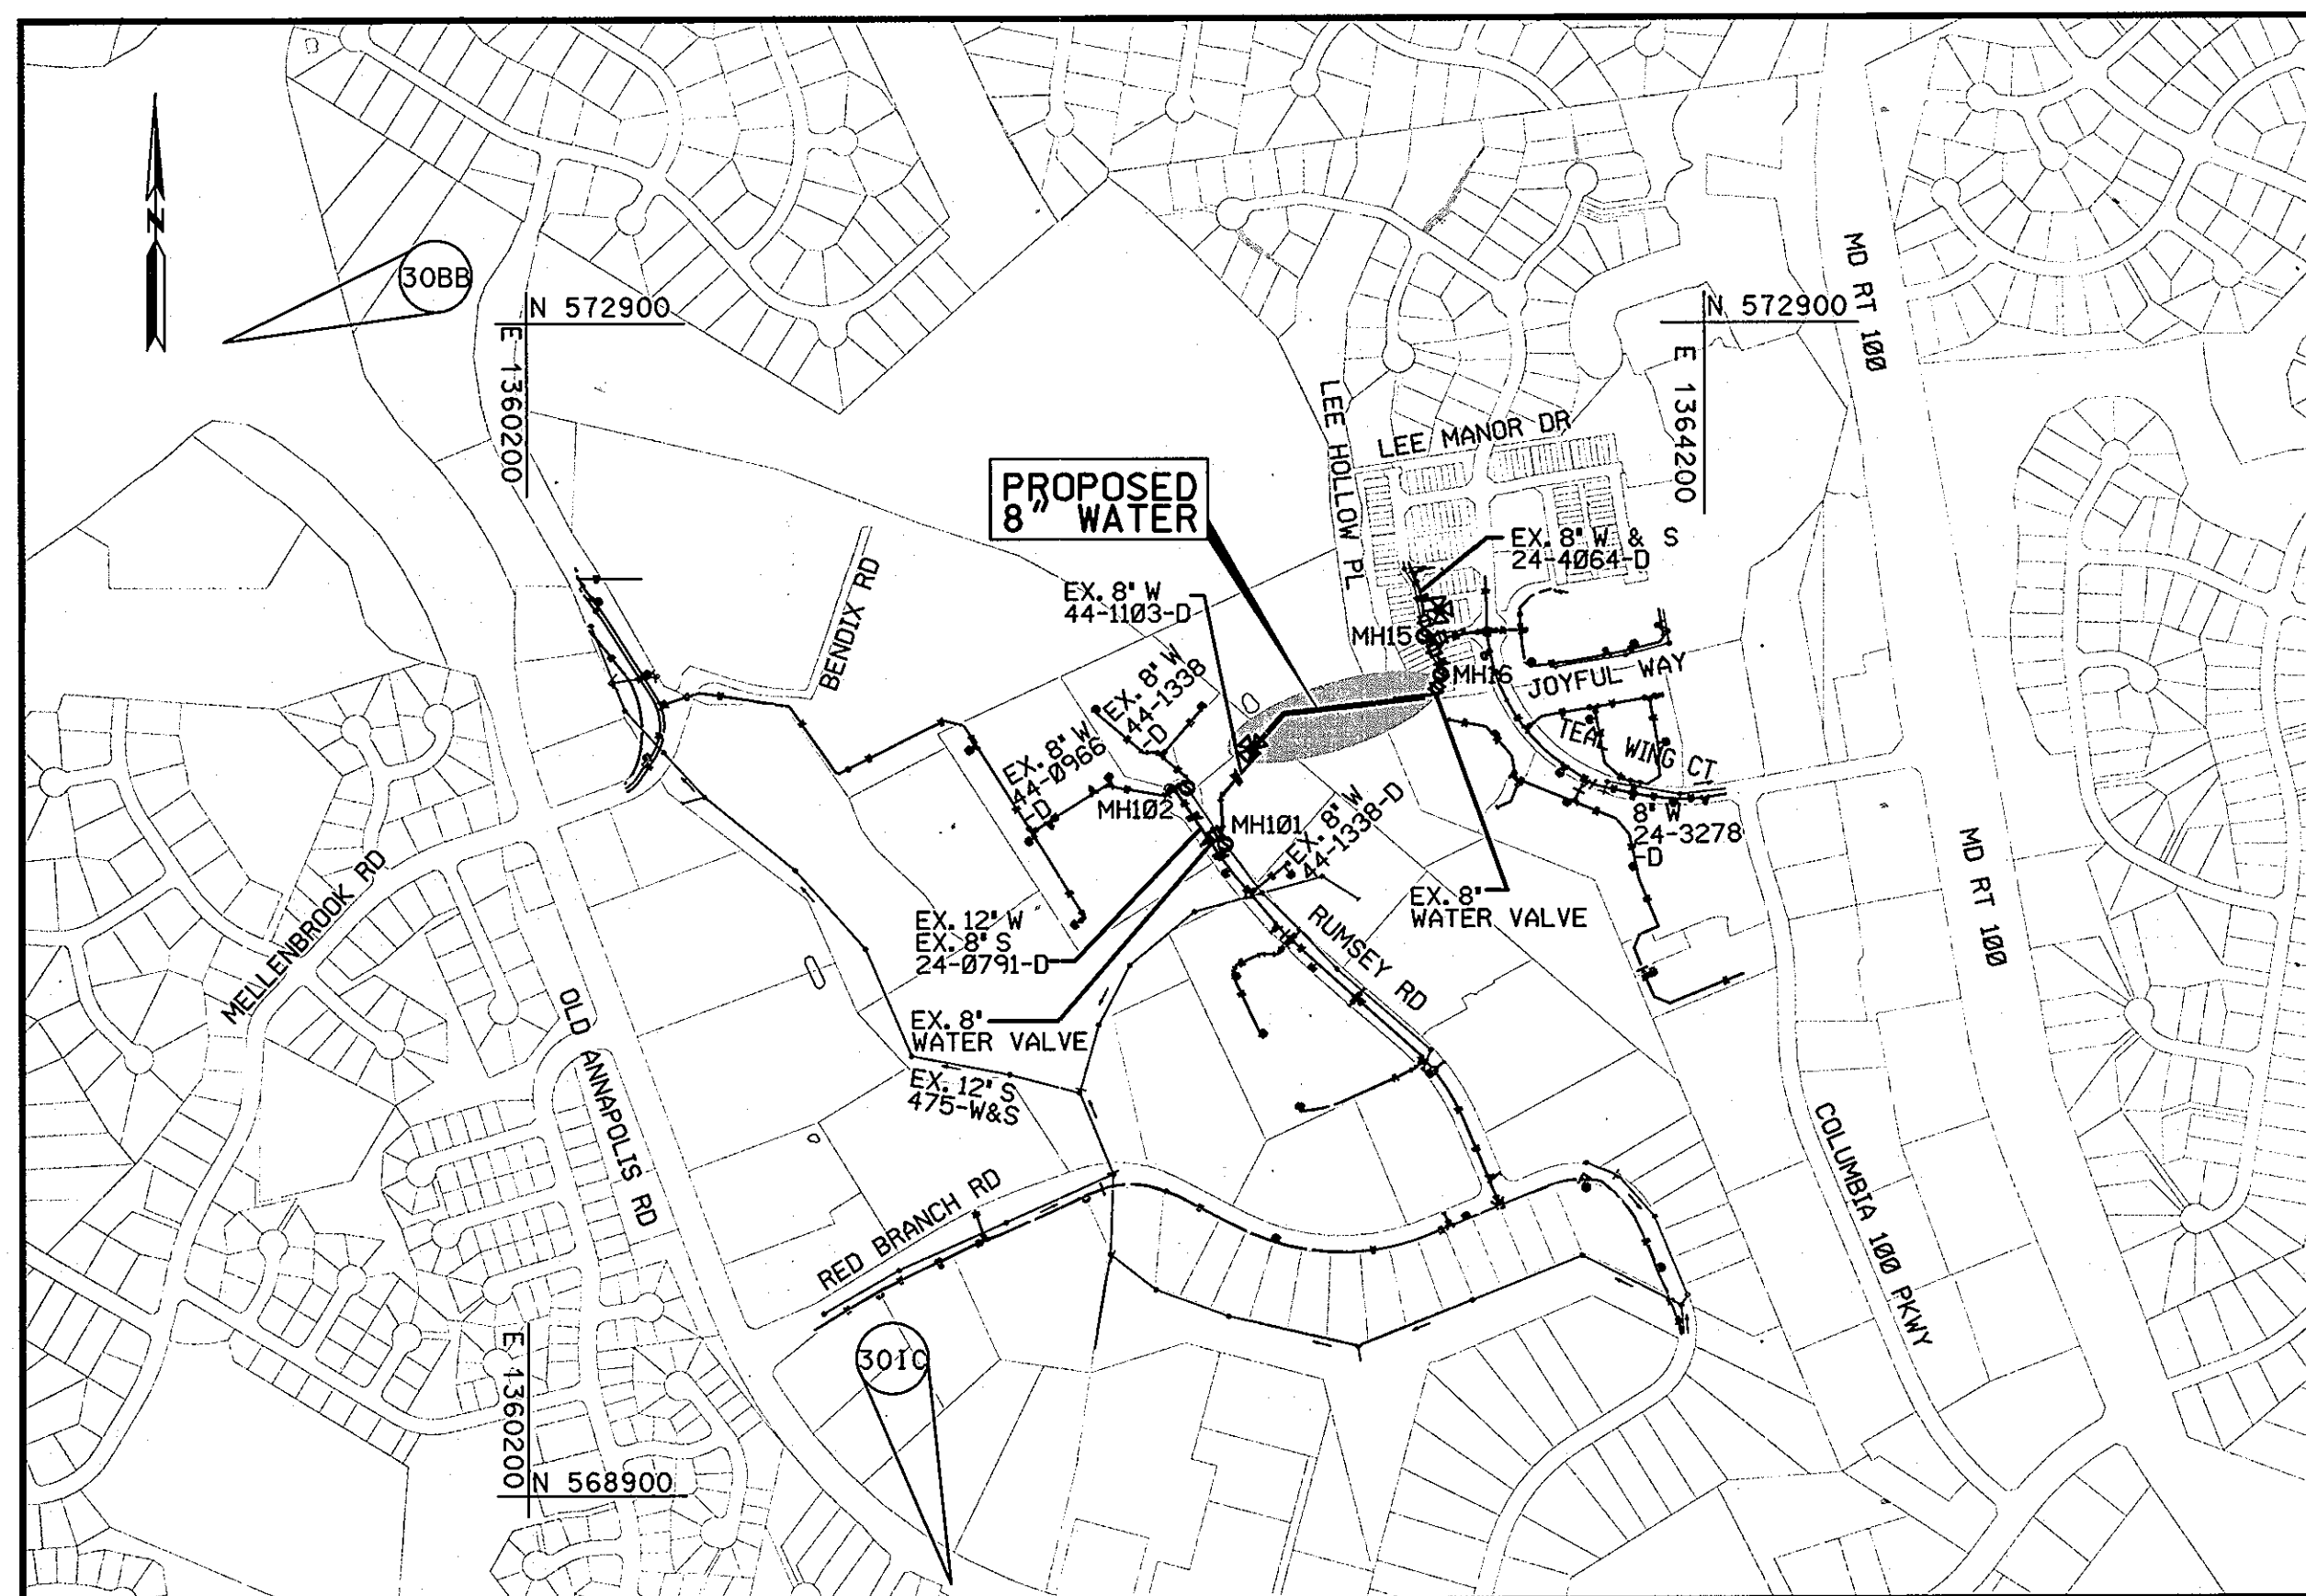 N
30BB
N 572900
E 1360200
N 572900
E 1364200
MD RT 100
LEE HOLLOW PL
LEE MANOR DR
PROPOSED
8" WATER
EX. 8" W & S
24-4064-D
EX. 8" W
44-1103-D
BENDIX RD
MH15
MH16
JOYFUL WAY
EX. 8" W
44-1338
-D
EX. 8" W
44-0966
-D
TEAL WING CT
MH102
MH101
EX. 8" W
44-1338-D
8" W
24-3278
-D
MD RT 100
MELLENBROOK RD
EX. 8"
WATER VALVE
EX. 12" W
EX. 8" S
24-0791-D
RUMSEY RD
OLD ANNAPOLIS RD
EX. 8"
WATER VALVE
EX. 12" S
475-W&S
COLUMBIA 100 PKWY
RED BRANCH RD
301C
E 1360200
N 568900